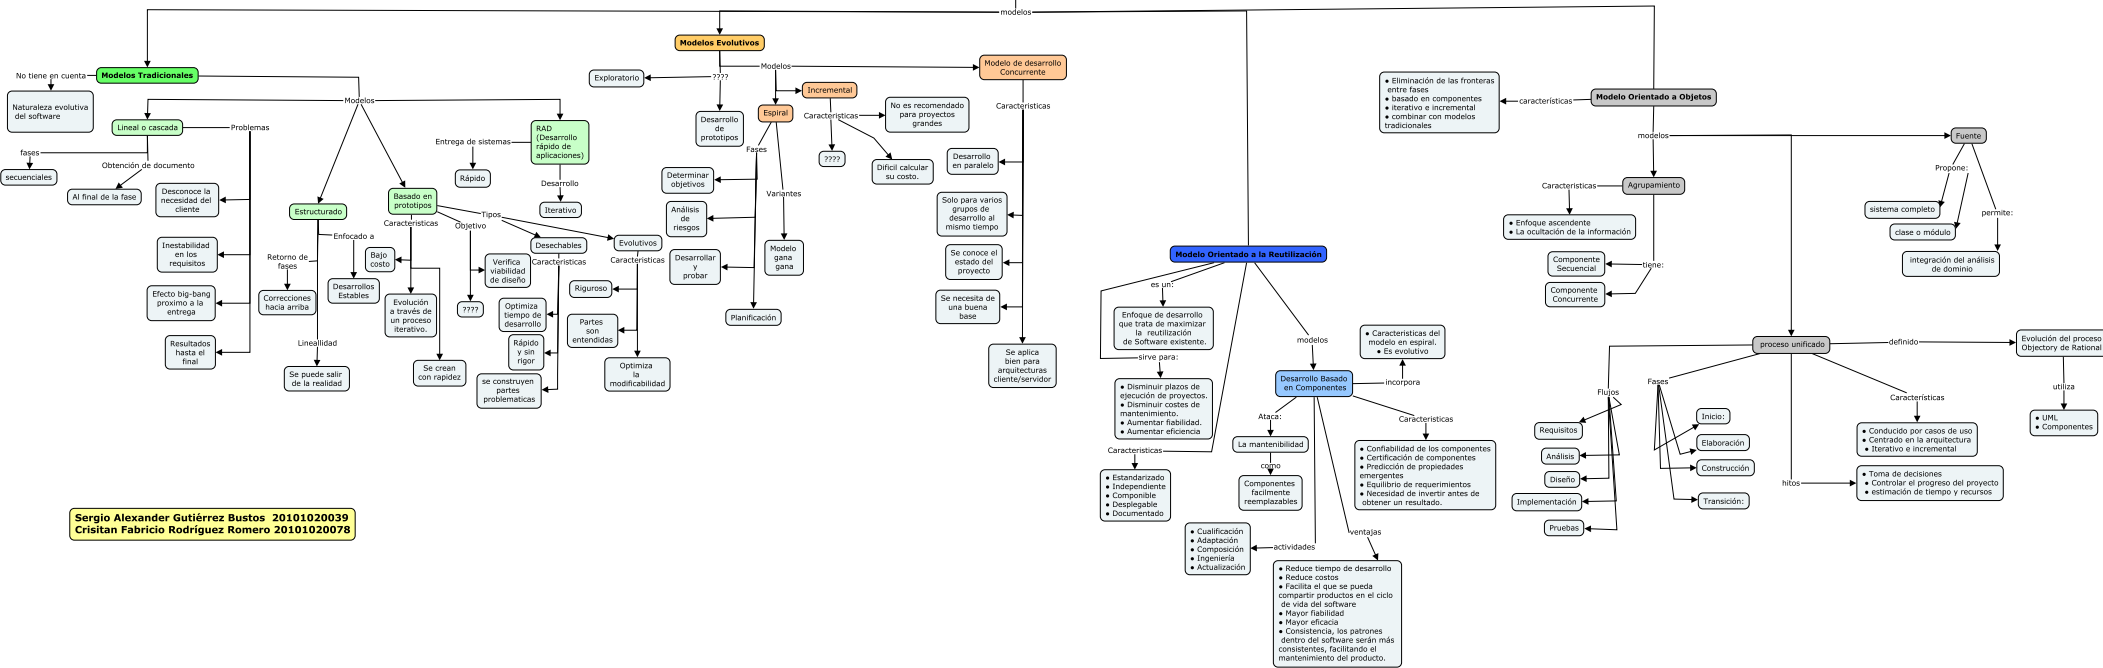 modelos
Modelos Tradicionales
No tiene en cuenta
Naturaleza evolutiva
del software
Modelos
Lineal o cascada
Problemas
fases
secuenciales
Obtención de documento
Al final de la fase
Desconoce la
necesidad del
cliente
Inestabilidad
en los
requisitos
Efecto big-bang
proximo a la
entrega
Resultados
hasta el
final
Estructurado
Enfocado a
Desarrollos
Estables
Retorno de
fases
Correcciones
hacia arriba
Lineallidad
Se puede salir
de la realidad
Basado en
prototipos
Caracteristicas
Bajo
costo
Evolución
a través de
un proceso
iterativo.
Se crean
con rapidez
Objetivo
Verifica
viabilidad
de diseño
????
Tipos
Desechables
Caracteristicas
Optimiza
tiempo de
desarrollo
Rápido
y sin
rigor
se construyen
partes
problematicas
Evolutivos
Caracteristicas
Riguroso
Partes
son
entendidas
Optimiza
la
modificabilidad
RAD
(Desarrollo
rápido de
aplicaciones)
Entrega de sistemas
Rápido
Desarrollo
Iterativo
Modelos Evolutivos
????
Exploratorio
Desarrollo
de
prototipos
Modelos
Espiral
Fases
Determinar
objetivos
Análisis
de
riesgos
Desarrollar
y
probar
Planificación
Variantes
Modelo
gana
gana
Incremental
Caracteristicas
????
No es recomendado
para proyectos
grandes
Dificil calcular
su costo.
Modelo de desarrollo
Concurrente
Caracteristicas
Desarrollo
en paralelo
Solo para varios
grupos de
desarrollo al
mismo tiempo
Se conoce el
estado del
proyecto
Se necesita de
una buena
base
Se aplica
bien para
arquitecturas
cliente/servidor
Modelo Orientado a la Reutilización
es un:
Enfoque de desarrollo
que trata de maximizar
la reutilización
de Software existente.
sirve para:
● Disminuir plazos de
ejecución de proyectos.
● Disminuir costes de
mantenimiento.
● Aumentar fiabilidad.
● Aumentar eficiencia
Caracteristicas
● Estandarizado
● Independiente
● Componible
● Desplegable
● Documentado
modelos
Desarrollo Basado
en Componentes
incorpora
● Caracteristicas del
modelo en espiral.
● Es evolutivo
Ataca:
La mantenibilidad
como
Componentes
facilmente
reemplazables
Caracteristicas
● Confiabilidad de los componentes
● Certificación de componentes
● Predicción de propiedades
emergentes
● Equilibrio de requerimientos
● Necesidad de invertir antes de
obtener un resultado.
actividades
● Cualificación
● Adaptación
● Composición
● Ingeniería
● Actualización
ventajas
● Reduce tiempo de desarrollo
● Reduce costos
● Facilita el que se pueda
compartir productos en el ciclo
de vida del software
● Mayor fiabilidad
● Mayor eficacia
● Consistencia, los patrones
dentro del software serán más
consistentes, facilitando el
mantenimiento del producto.
Modelo Orientado a Objetos
características
● Eliminación de las fronteras
entre fases
● basado en componentes
● iterativo e incremental
● combinar con modelos
tradicionales
modelos
Agrupamiento
Caracteristicas
● Enfoque ascendente
● La ocultación de la información
tiene:
Componente
Secuencial
Componente
Concurrente
Fuente
Propone:
sistema completo
clase o módulo
permite:
integración del análisis
de dominio
proceso unificado
definido
Evolución del proceso
Objectory de Rational
utiliza
● UML
● Componentes
Flujos
Requisitos
Análisis
Diseño
Implementación
Pruebas
Fases
Inicio:
Elaboración
Construcción
Transición:
Características
● Conducido por casos de uso
● Centrado en la arquitectura
● Iterativo e incremental
hitos
● Toma de decisiones
● Controlar el progreso del proyecto
● estimación de tiempo y recursos
Sergio Alexander Gutiérrez Bustos 20101020039
Crisitan Fabricio Rodríguez Romero 20101020078